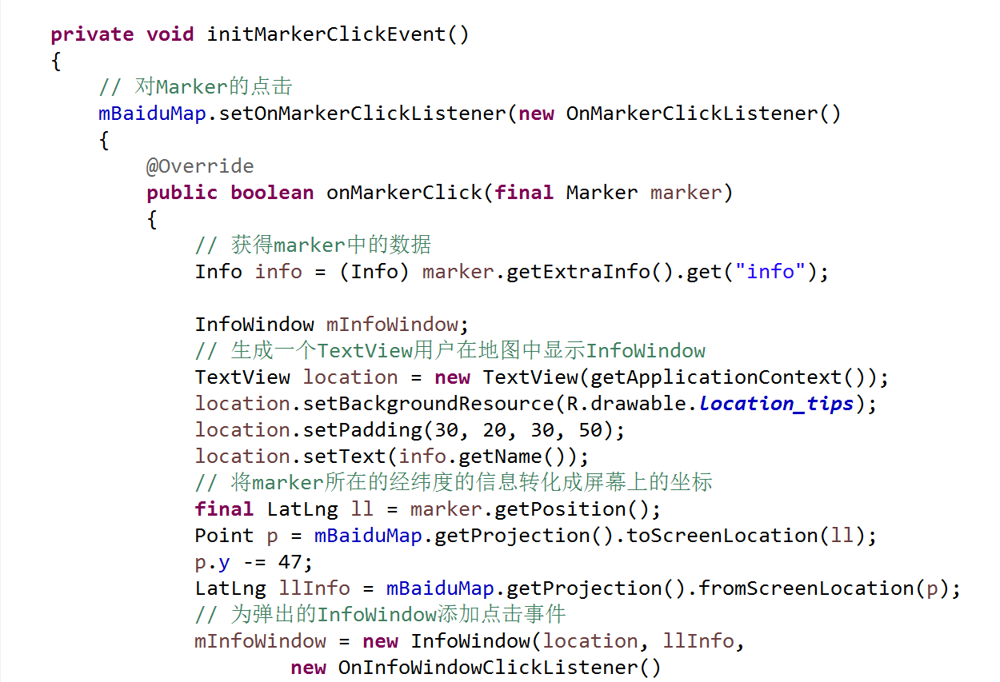 private void initMarkerClickEvent()
{
// 对Marker的点击
mBaiduMap.setOnMarkerClickListener(new OnMarkerClickListener()
{
@Override
public boolean onMarkerClick(final Marker marker)
{
// 获得marker中的数据
Info info = (Info) marker.getExtraInfo().get("info");
InfoWindow mInfoWindow;
// 生成一个TextView用户在地图中显示InfoWindow
TextView location = new TextView(getApplicationContext());
location.setBackgroundResource(R.drawable.location_tips);
location.setPadding(30, 20, 30, 50);
location.setText(info.getName());
// 将marker所在的经纬度的信息转化成屏幕上的坐标
final LatLng ll = marker.getPosition();
Point p = mBaiduMap.getProjection().toScreenLocation(ll);
p.y -= 47;
LatLng llInfo = mBaiduMap.getProjection().fromScreenLocation(p);
// 为弹出的InfoWindow添加点击事件
mInfoWindow = new InfoWindow(location, llInfo,
new OnInfoWindowClickListener()